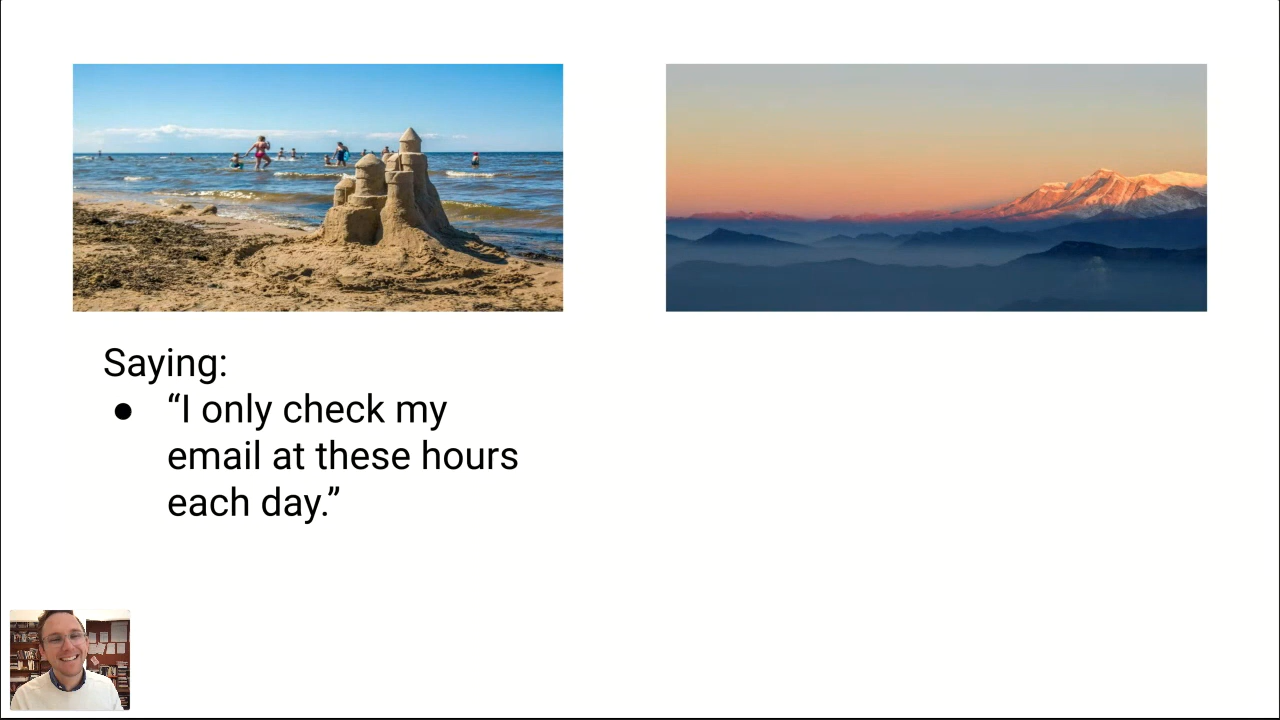 Saying:
● “I only check my
email at these hours
each day.”